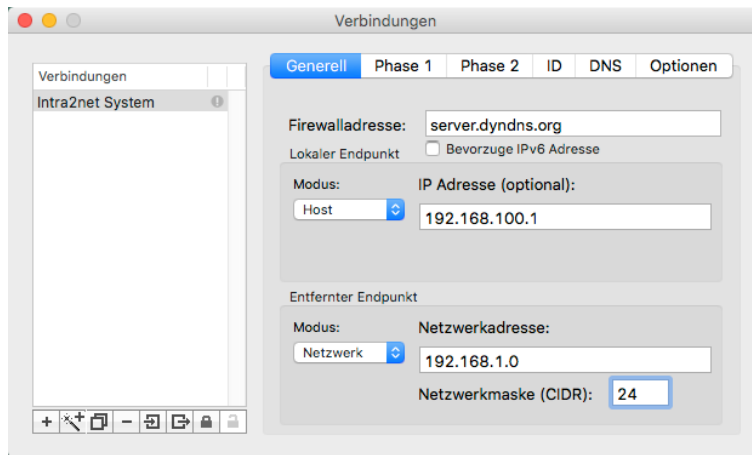 Verbindungen
Verbindungen
Intra2net System
Generell Phase 1 Phase 2 ID DNS Optionen
Firewalladresse: server.dyndns.org
Bevorzuge IPv6 Adresse
Lokaler Endpunkt
Modus: IP Adresse (optional):
Host 192.168.100.1
Entfernter Endpunkt
Modus: Netzwerkadresse:
Netzwerk 192.168.1.0
Netzwerkmaske (CIDR): 24